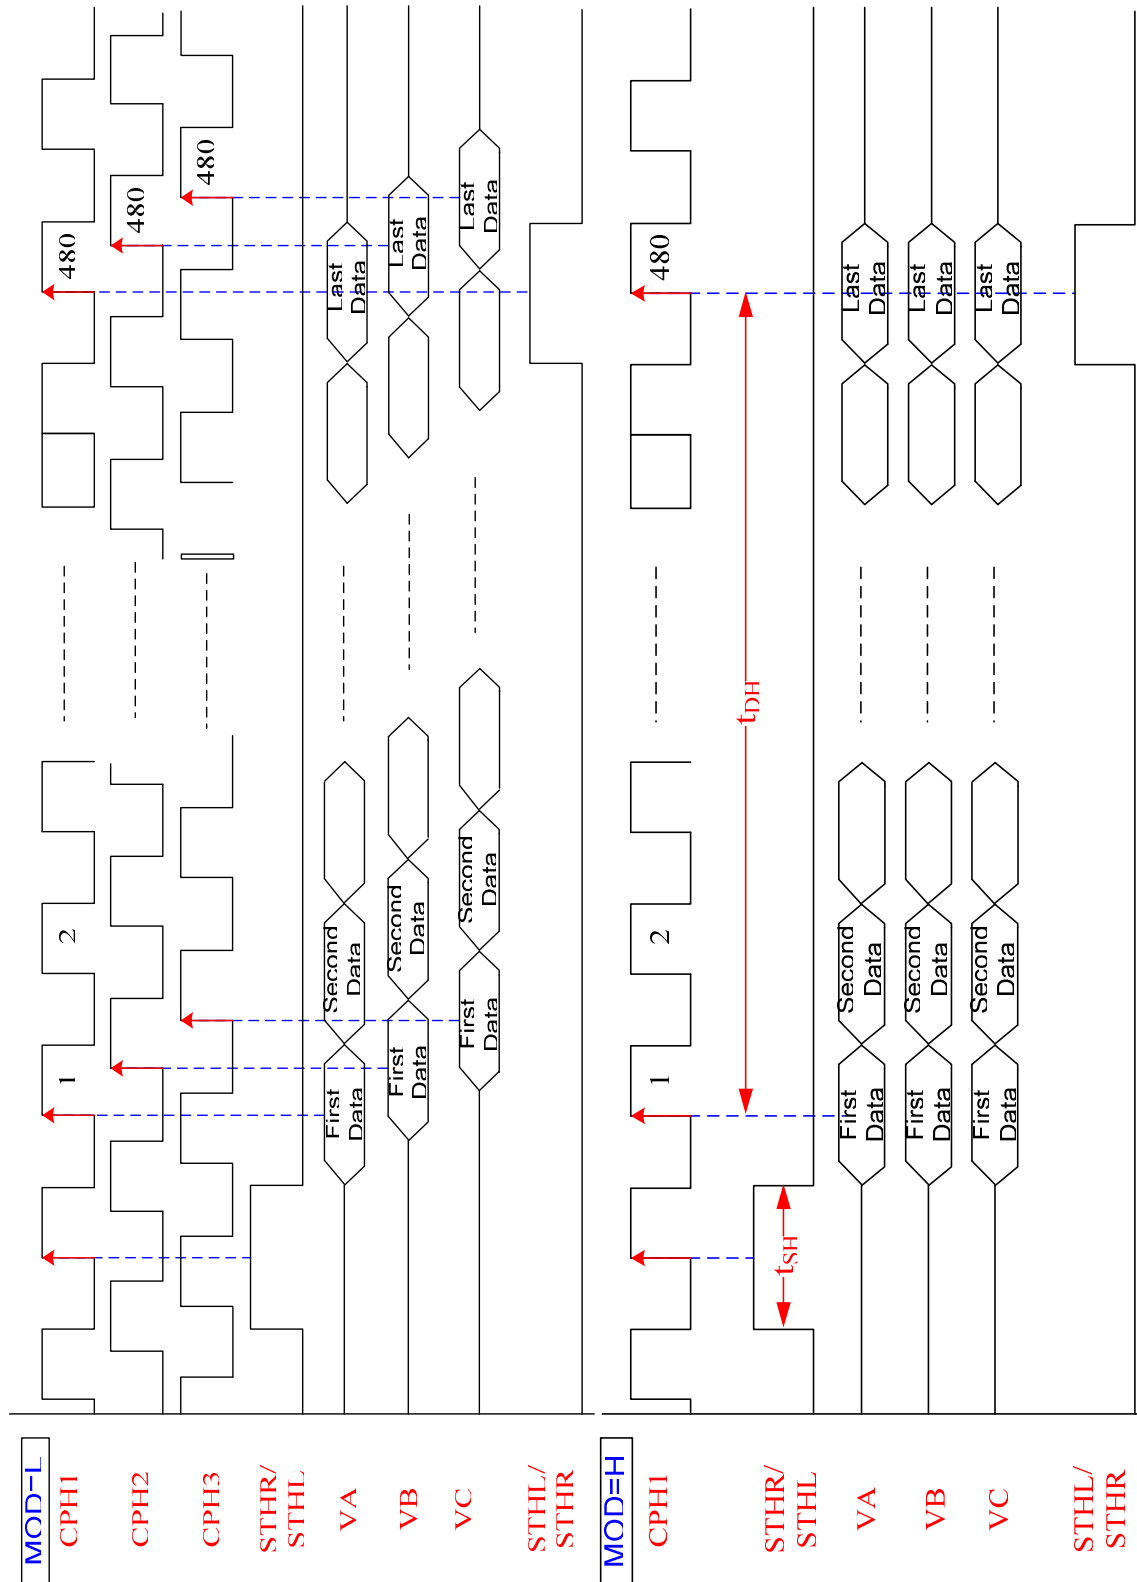 MOD=L
CPH1
1
2
480
CPH2
480
CPH3
480
STHR/
STHL
VA
First
Data
Second
Data
Last
Data
VB
First
Data
Second
Data
Last
Data
VC
First
Data
Second
Data
Last
Data
STHL/
STHR
MOD=H
CPH1
1
2
480
STHR/
STHL
tSH
tDH
VA
First
Data
Second
Data
Last
Data
VB
First
Data
Second
Data
Last
Data
VC
First
Data
Second
Data
Last
Data
STHL/
STHR